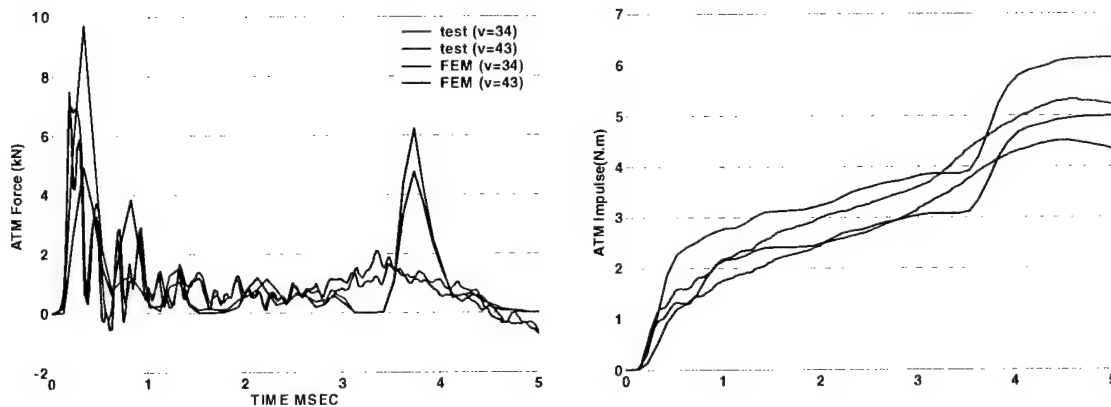 10
8
6
4
2
0
-2
ATM Force (kN)
test (v=34)
test (v=43)
FEM (v=34)
FEM (v=43)
0 1 2 3 4 5
TIME MSEC
7
6
5
4
3
2
1
0
ATM Impulse(N.m)
0 1 2 3 4 5